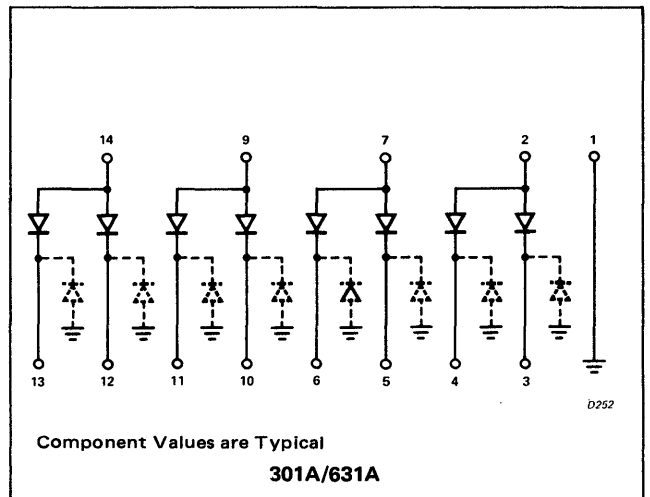 14 9 7 2 1
13 12 11 10 6 5 4 3
D252
Component Values are Typical
301A/631A